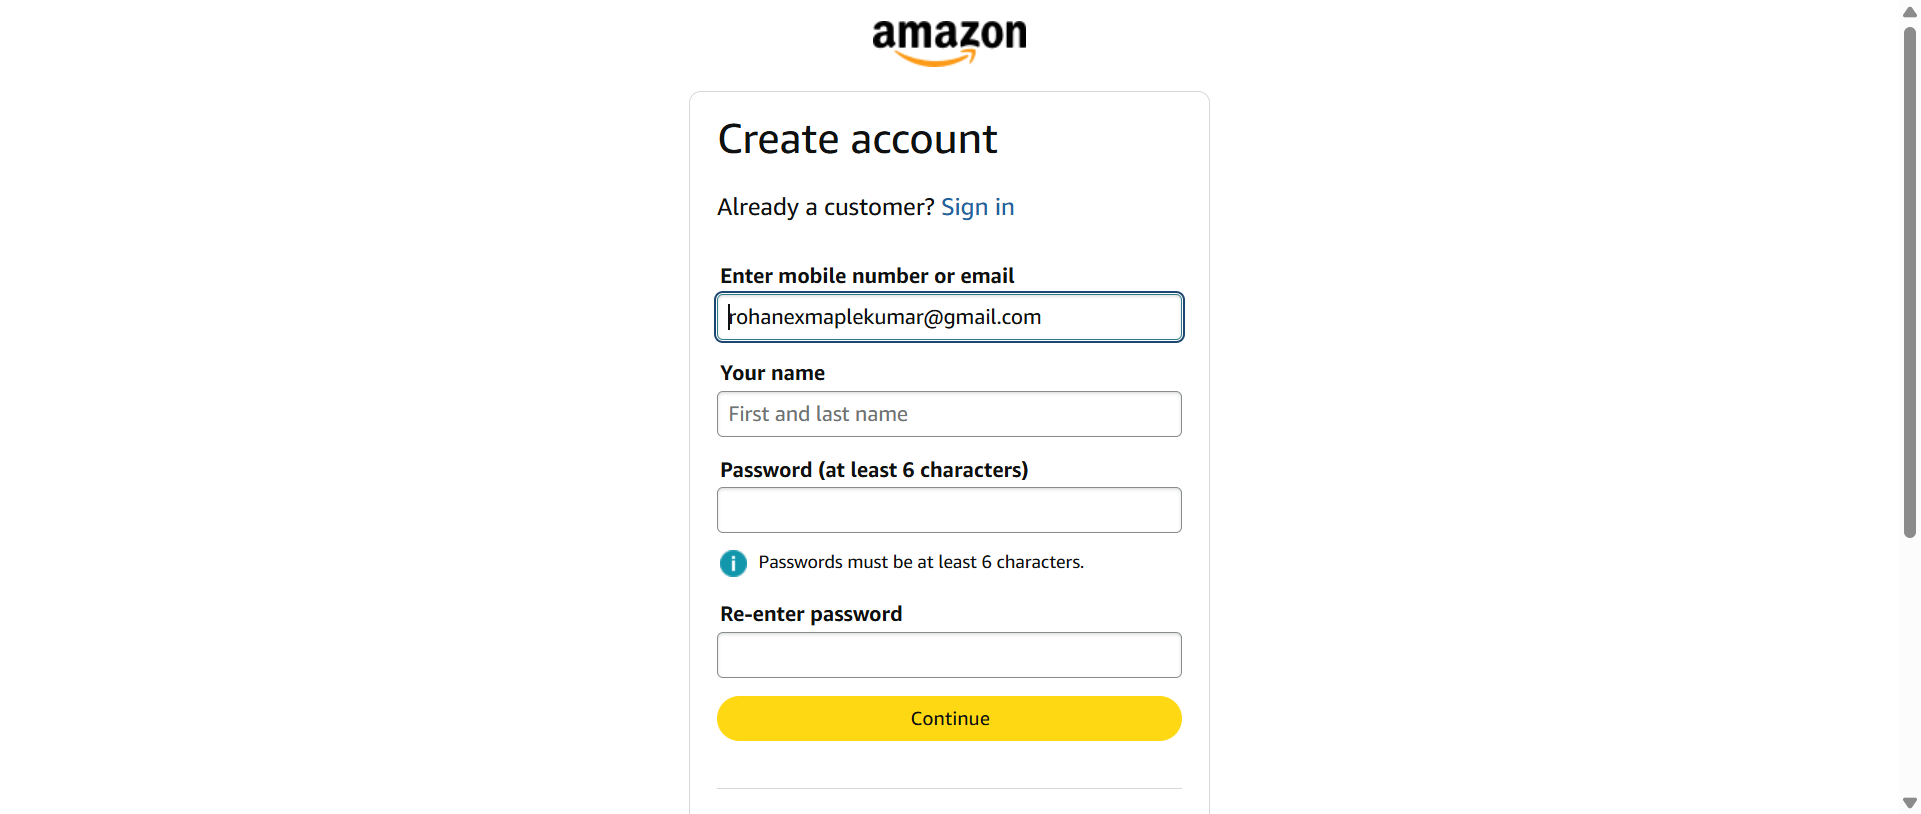 amazon
Create account
Already a customer? Sign in
Enter mobile number or email
rohanexmaplekumar@gmail.com
Your name
First and last name
Password (at least 6 characters)
i Passwords must be at least 6 characters.
Re-enter password
Continue